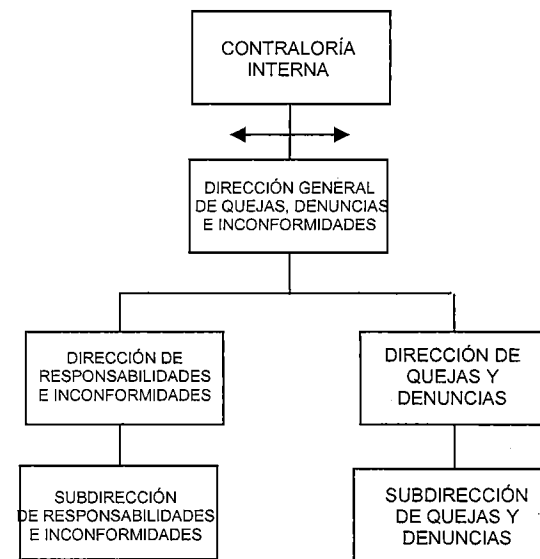 CONTRALORÍA
INTERNA
DIRECCIÓN GENERAL
DE QUEJAS, DENUNCIAS
E INCONFORMIDADES
DIRECCIÓN DE
RESPONSABILIDADES
E INCONFORMIDADES
DIRECCIÓN DE
QUEJAS Y
DENUNCIAS
SUBDIRECCIÓN
DE RESPONSABILIDADES
E INCONFORMIDADES
SUBDIRECCIÓN
DE QUEJAS Y
DENUNCIAS